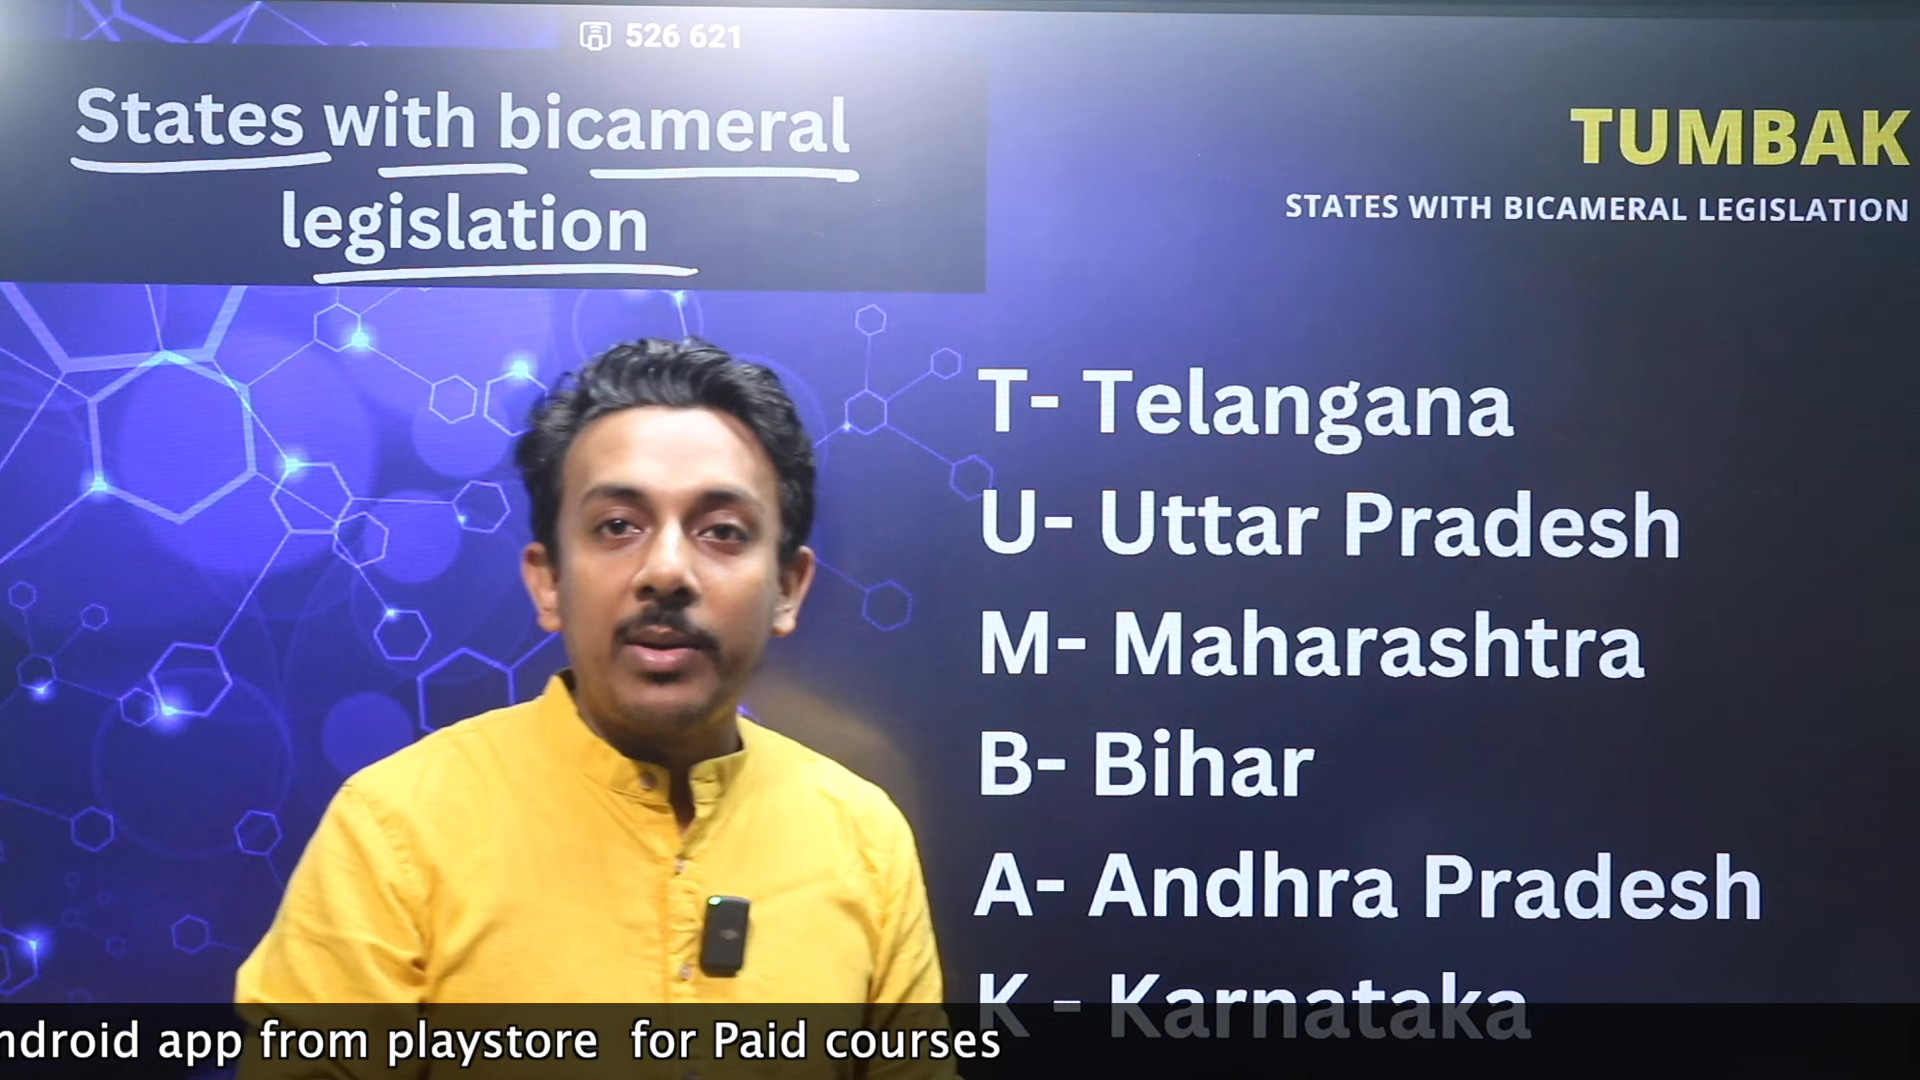 526 621
States with bicameral
legislation
TUMBAK
STATES WITH BICAMERAL LEGISLATION
T- Telangana
U- Uttar Pradesh
M- Maharashtra
B- Bihar
A- Andhra Pradesh
K - Karnataka
ndroid app from playstore for Paid courses